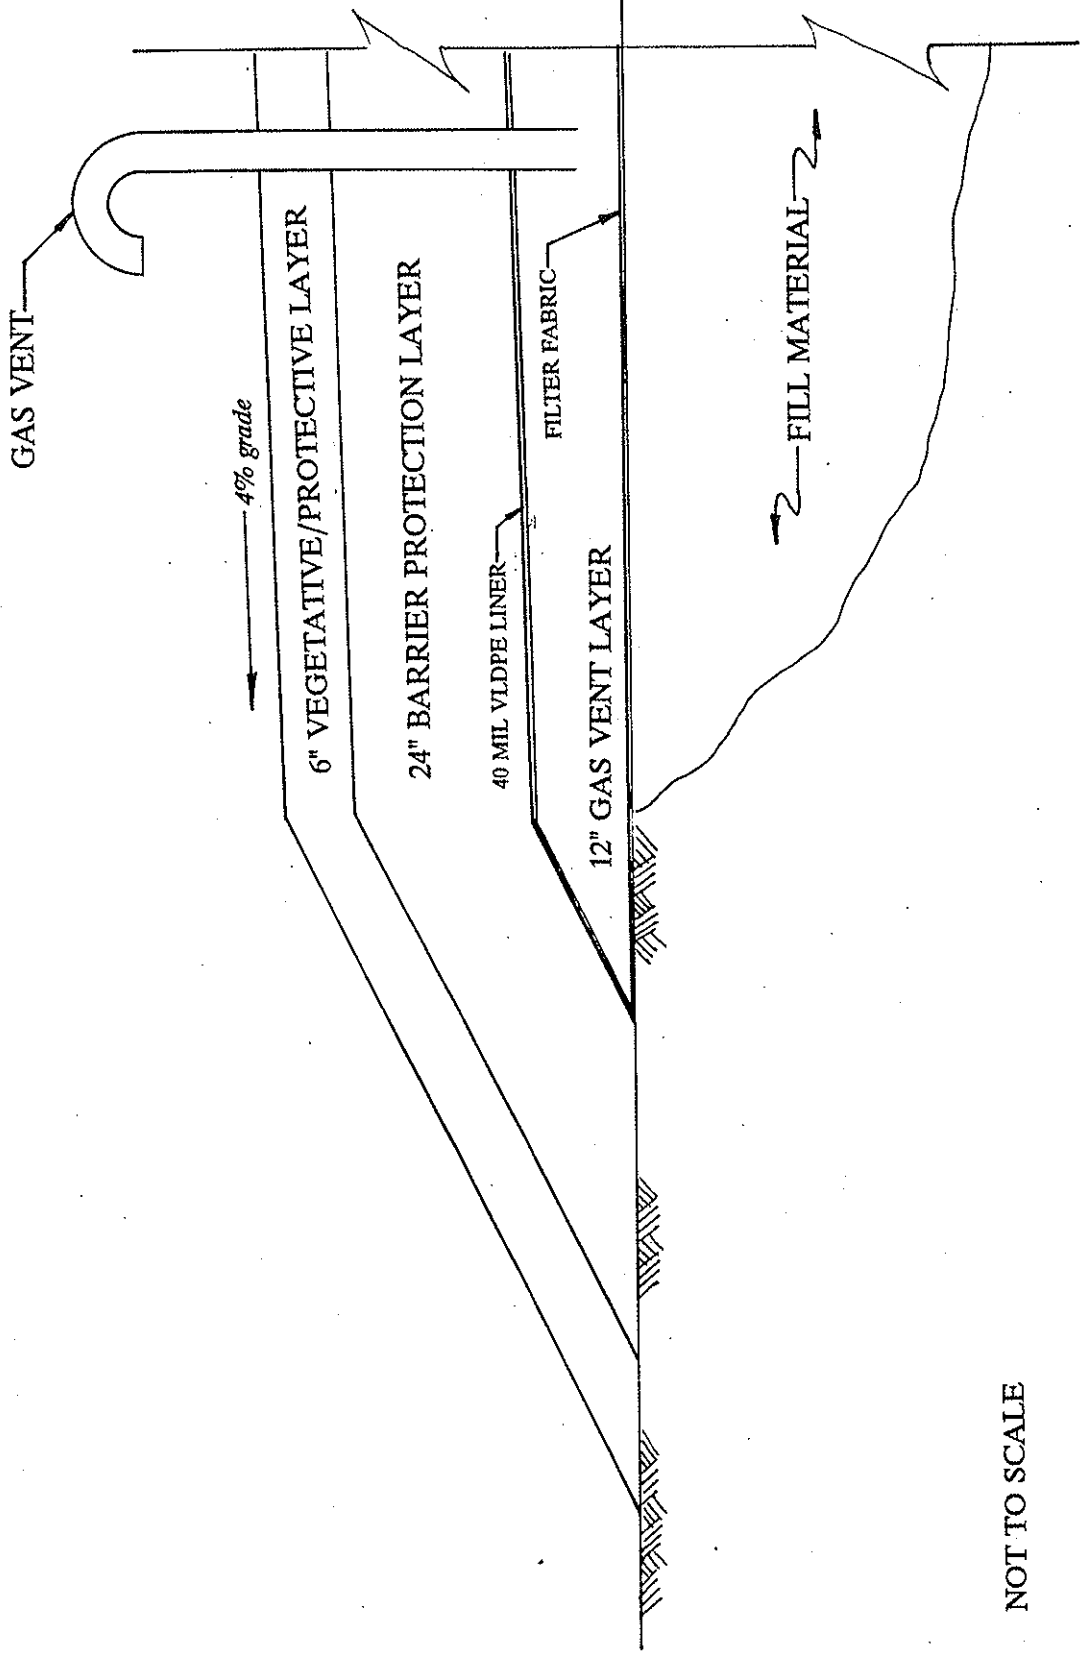 GAS VENT
4% grade
6" VEGETATIVE/PROTECTIVE LAYER
24" BARRIER PROTECTION LAYER
40 MIL VLDPE LINER
FILTER FABRIC
12" GAS VENT LAYER
FILL MATERIAL
NOT TO SCALE